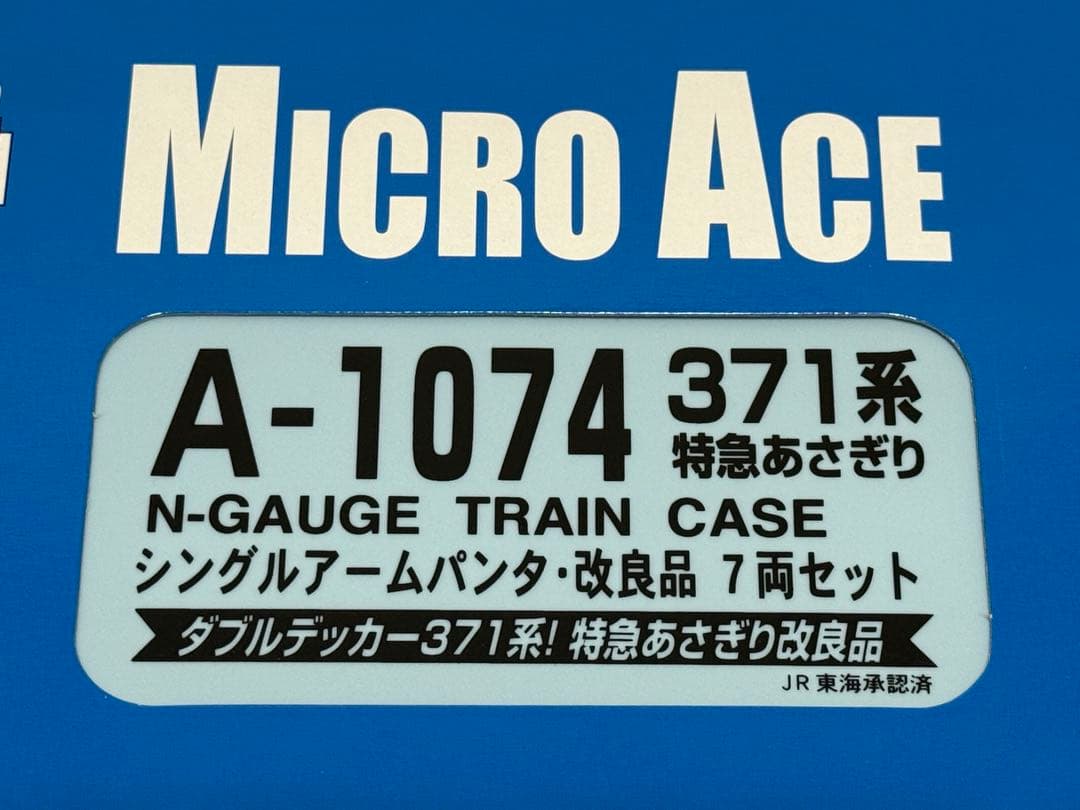 MICRO ACE
A-1074 371系
特急あさぎり
N-GAUGE TRAIN CASE
シングルアームパンタ・改良品 7両セット
ダブルデッカー371系! 特急あさぎり改良品
JR東海承認済